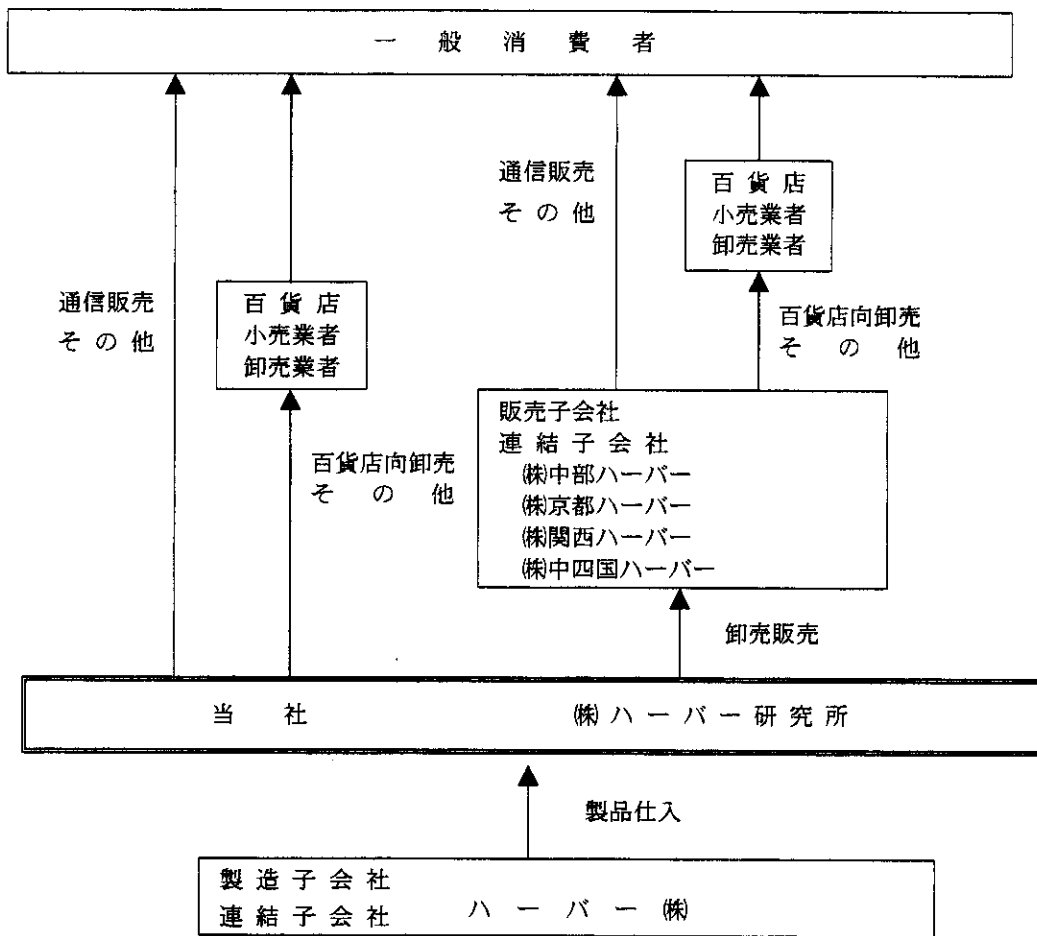 一般消費者
通信販売
その他
百貨店
小売業者
卸売業者
通信販売
その他
百貨店
小売業者
卸売業者
百貨店向卸売
その他
百貨店向卸売
その他
販売子会社
連結子会社
㈱中部ハーバー
㈱京都ハーバー
㈱関西ハーバー
㈱中四国ハーバー
卸売販売
当社 ㈱ハーバー研究所
製品仕入
製造子会社
連結子会社 ハーバー㈱